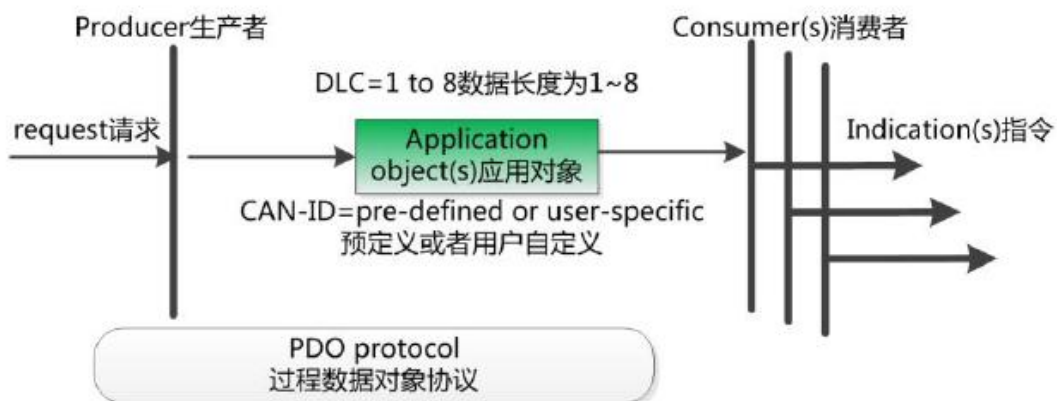 Producer生产者
Consumer(s)消费者
DLC=1 to 8数据长度为1~8
request请求
Application
object(s)应用对象
Indication(s)指令
CAN-ID=pre-defined or user-specific
预定义或者用户自定义
PDO protocol
过程数据对象协议